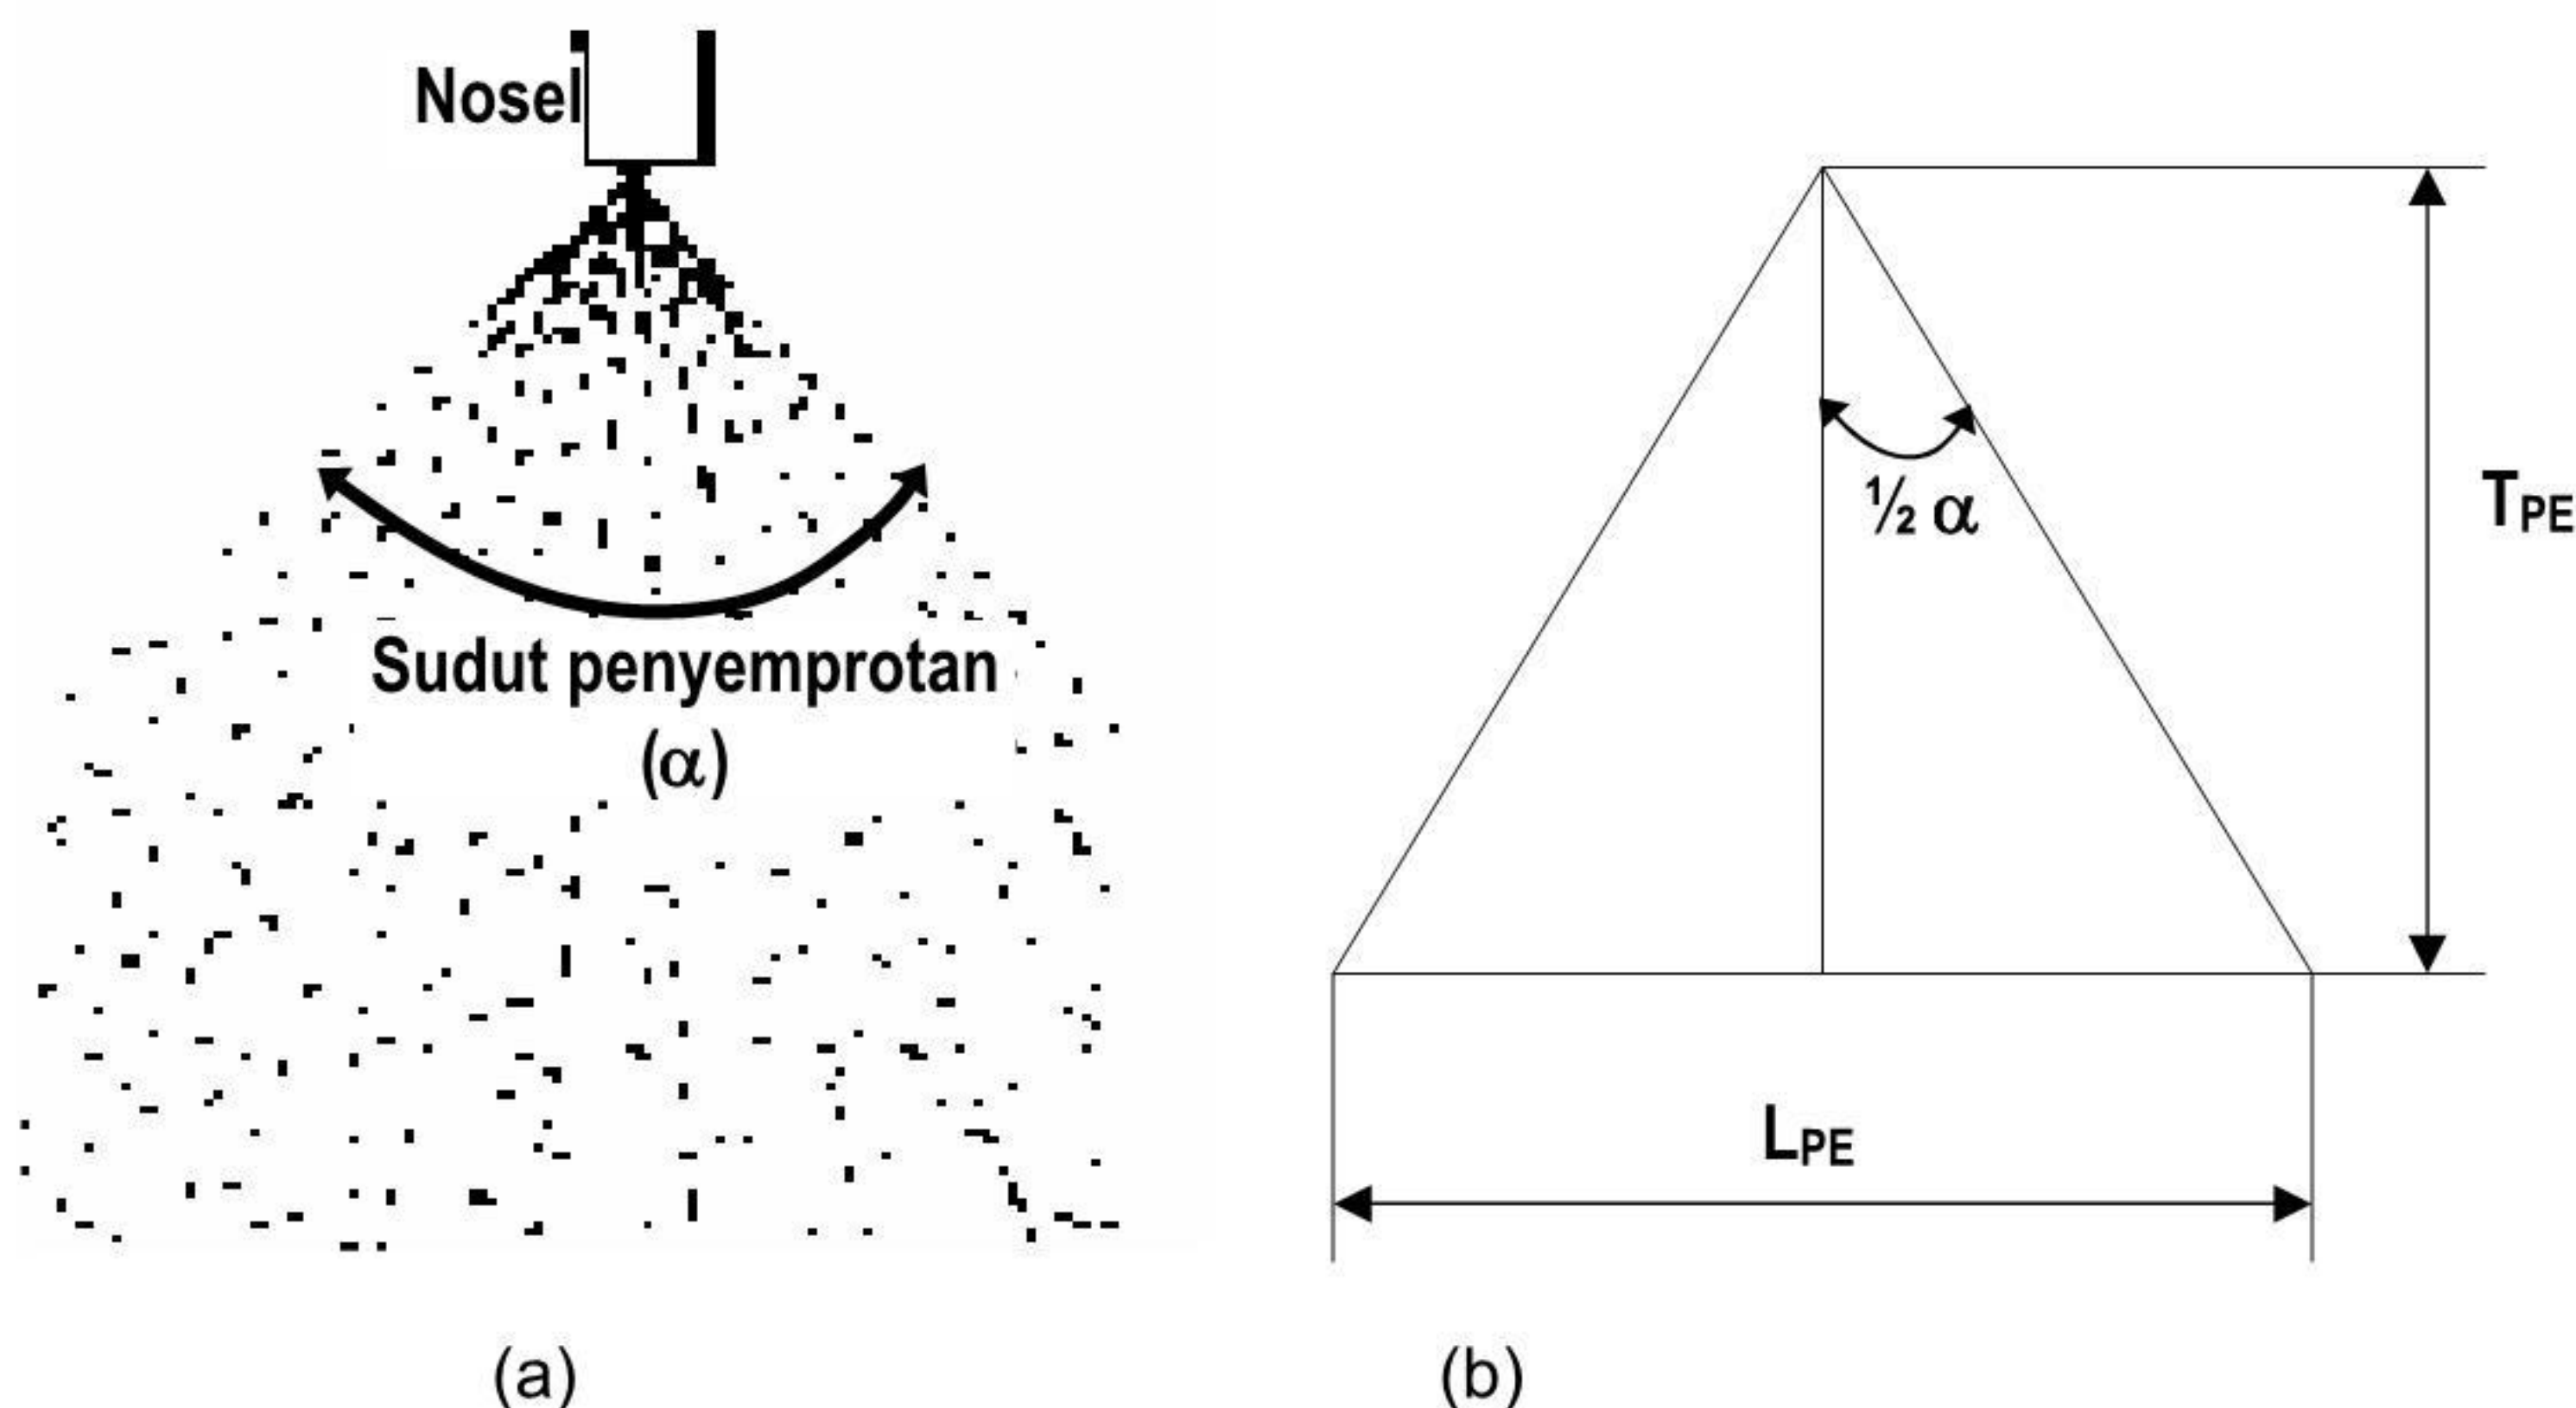 Nosel
Sudut penyemprotan
(α)
½ α
TPE
LPE
(a)
(b)